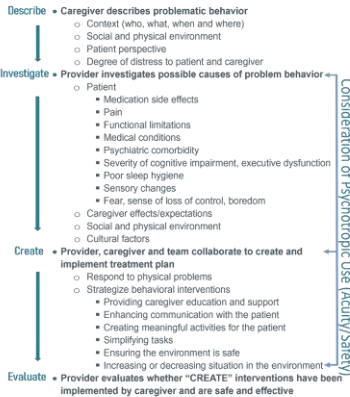 Describe • Caregiver describes problematic behavior
o Context (who, what, when and where)
o Social and physical environment
o Patient perspective
o Degree of distress to patient and caregiver
Investigate • Provider investigates possible causes of problem behavior
o Patient
▪ Medication side effects
▪ Pain
▪ Functional limitations
▪ Medical conditions
▪ Psychiatric comorbidity
▪ Severity of cognitive impairment, executive dysfunction
▪ Poor sleep hygiene
▪ Sensory changes
▪ Fear, sense of loss of control, boredom
o Caregiver effects/expectations
o Social and physical environment
o Cultural factors
Create • Provider, caregiver and team collaborate to create and
implement treatment plan
o Respond to physical problems
o Strategize behavioral interventions
▪ Providing caregiver education and support
▪ Enhancing communication with the patient
▪ Creating meaningful activities for the patient
▪ Simplifying tasks
▪ Ensuring the environment is safe
▪ Increasing or decreasing situation in the environment
Evaluate • Provider evaluates whether “CREATE” interventions have been
implemented by caregiver and are safe and effective
Consideration of Psychotropic Use (Acuity/Safety)